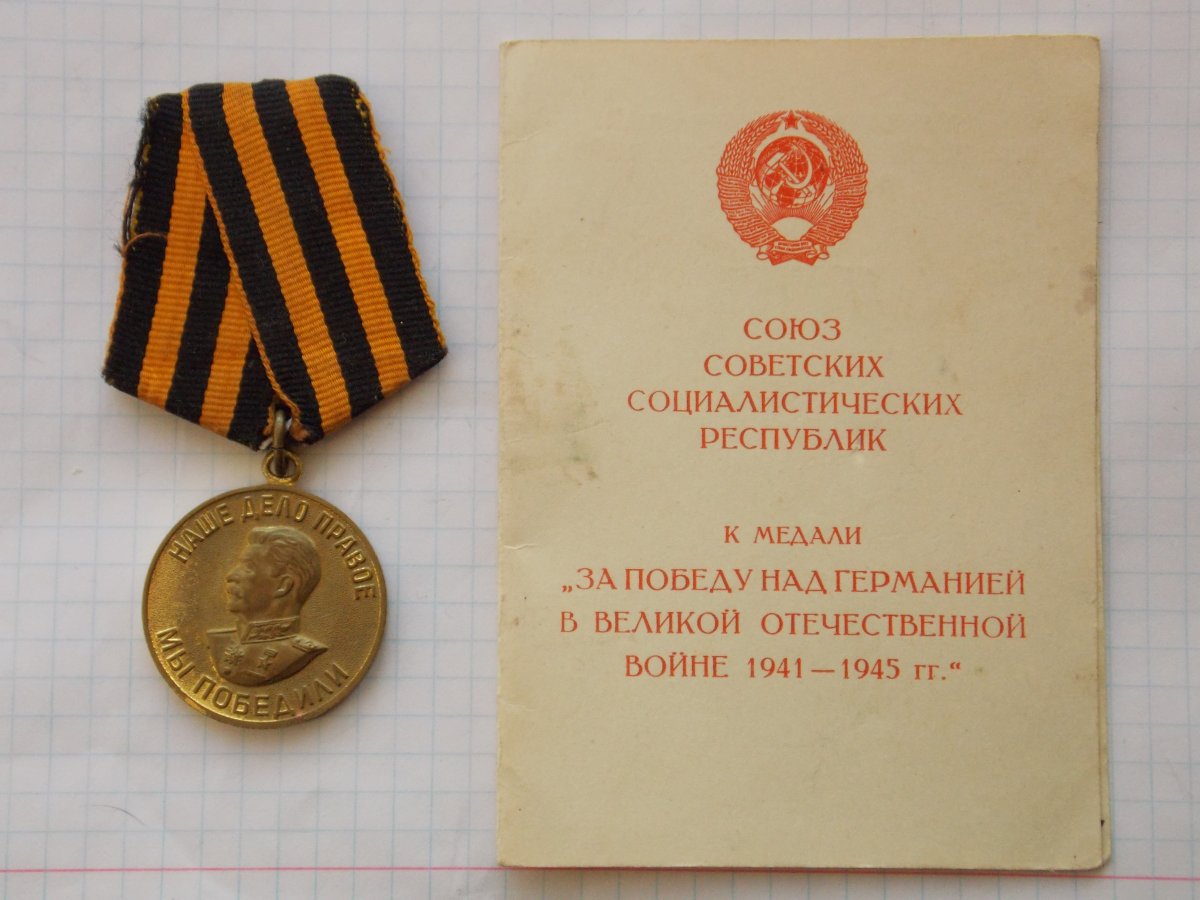 НАШЕ ДЕЛО ПРАВОЕ
МЫ ПОБЕДИЛИ
СОЮЗ
СОВЕТСКИХ
СОЦИАЛИСТИЧЕСКИХ
РЕСПУБЛИК
К МЕДАЛИ
„ЗА ПОБЕДУ НАД ГЕРМАНИЕЙ
В ВЕЛИКОЙ ОТЕЧЕСТВЕННОЙ
ВОЙНЕ 1941—1945 гг.“